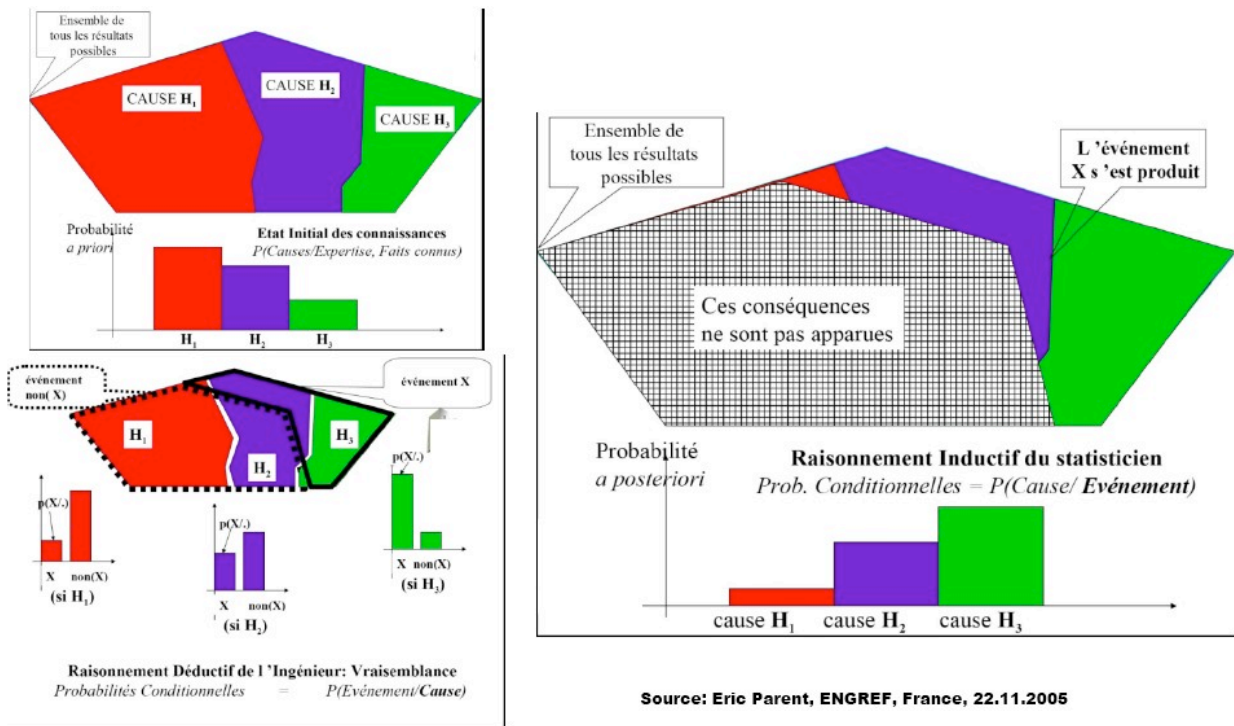 Ensemble de
tous les résultats
possibles
CAUSE H₁
CAUSE H₂
CAUSE H₃
Probabilité
a priori
Etat Initial des connaissances
P(Causes/Expertise, Faits connus)
H₁
H₂
H₃
événement
non( X)
événement X
H₁
H₂
H₃
p(X/.)
X non(X)
(si H₁)
p(X/.)
X non(X)
(si H₂)
p(X/.)
X non(X)
(si H₃)
Raisonnement Déductif de l ’Ingénieur: Vraisemblance
Probabilités Conditionnelles = P(Evénement/Cause)
Ensemble de
tous les résultats
possibles
L ’événement
X s ’est produit
Ces conséquences
ne sont pas apparues
Probabilité
a posteriori
Raisonnement Inductif du statisticien
Prob. Conditionnelles = P(Cause/ Evénement)
cause H₁
cause H₂
cause H₃
Source: Eric Parent, ENGREF, France, 22.11.2005